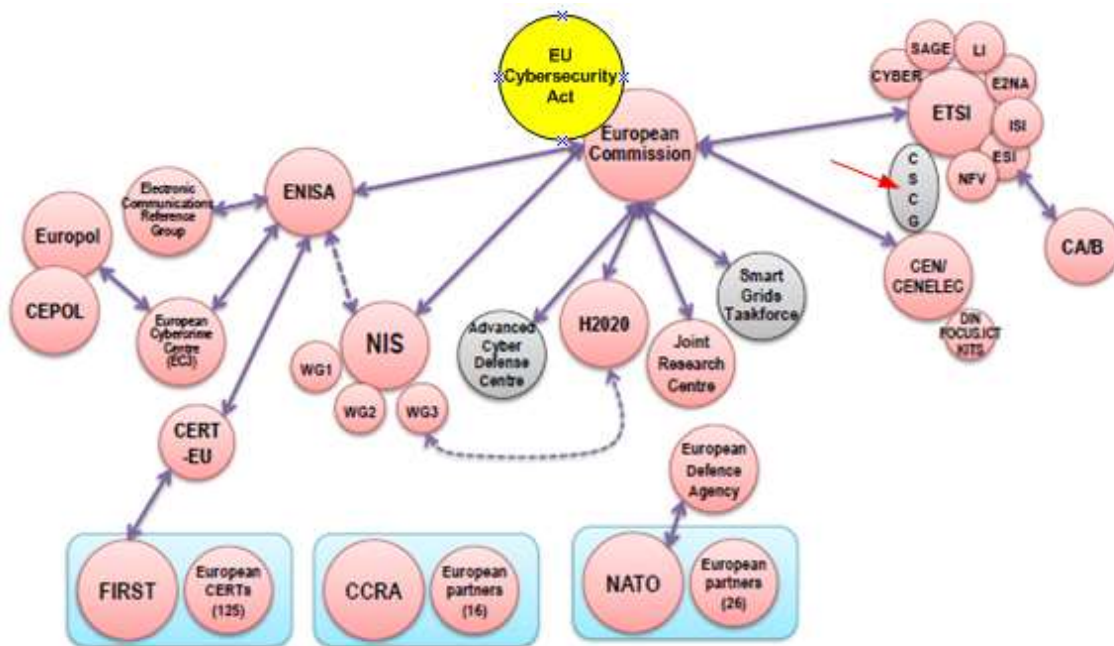 EU
Cybersecurity
Act
European
Commission
SAGE
LI
CYBER
E2NA
ETSI
ISI
ESI
NFV
C
S
C
G
CA/B
CEN/
CENELEC
DIN
FOCUS.ICT
KITS
Electronic
Communications
Reference
Group
ENISA
Europol
CEPOL
European
Cybercrime
Centre
(EC3)
NIS
WG1
WG2
WG3
Advanced
Cyber
Defense
Centre
H2020
Joint
Research
Centre
Smart
Grids
Taskforce
CERT
-EU
European
Defence
Agency
FIRST
European
CERTs
(125)
CCRA
European
partners
(16)
NATO
European
partners
(26)